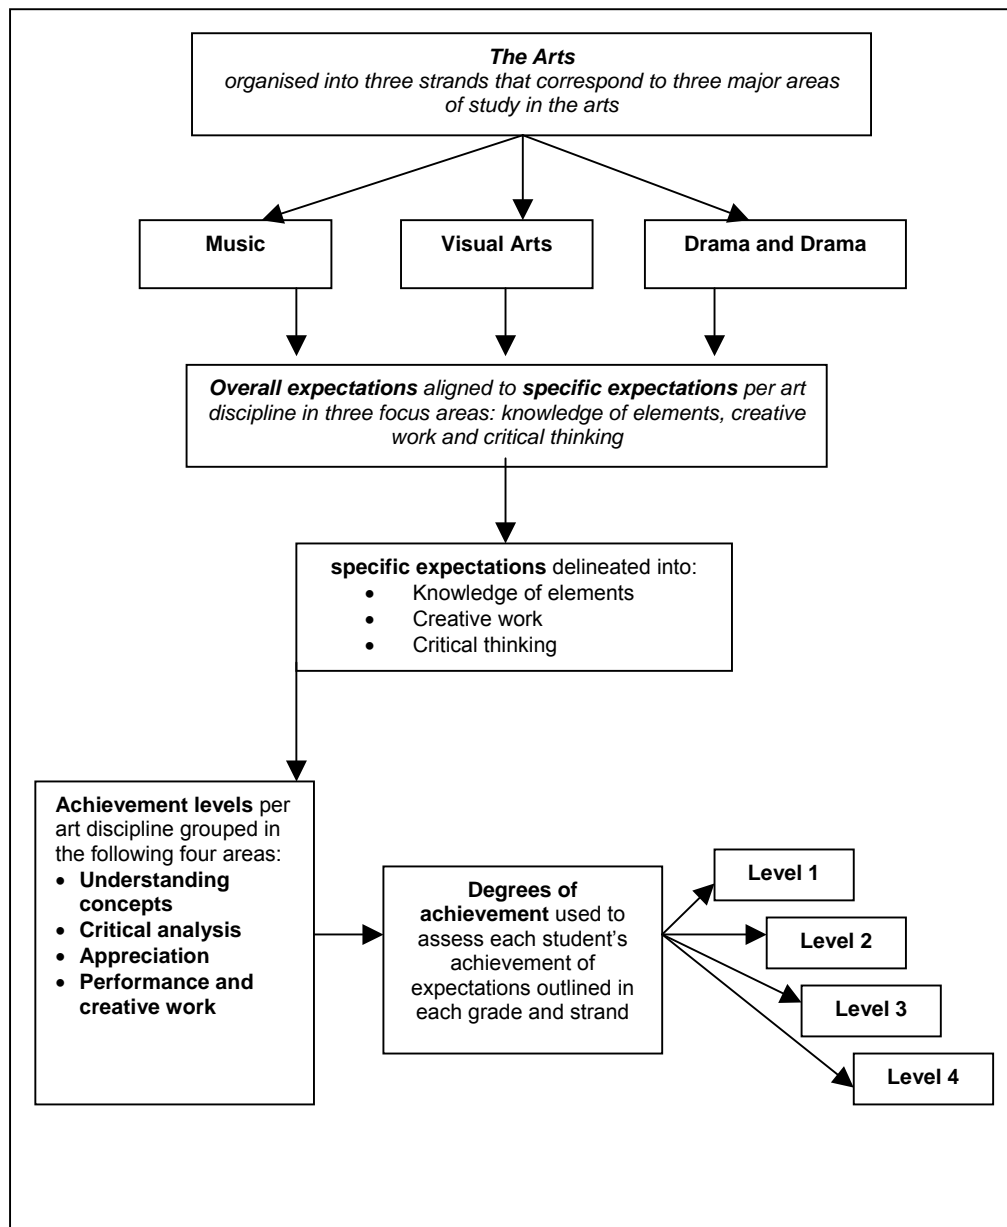 The Arts
organised into three strands that correspond to three major areas
of study in the arts
Music
Visual Arts
Drama and Drama
Overall expectations aligned to specific expectations per art
discipline in three focus areas: knowledge of elements, creative
work and critical thinking
specific expectations delineated into:
• Knowledge of elements
• Creative work
• Critical thinking
Achievement levels per
art discipline grouped in
the following four areas:
• Understanding
concepts
• Critical analysis
• Appreciation
• Performance and
creative work
Degrees of
achievement used to
assess each student’s
achievement of
expectations outlined in
each grade and strand
Level 1
Level 2
Level 3
Level 4